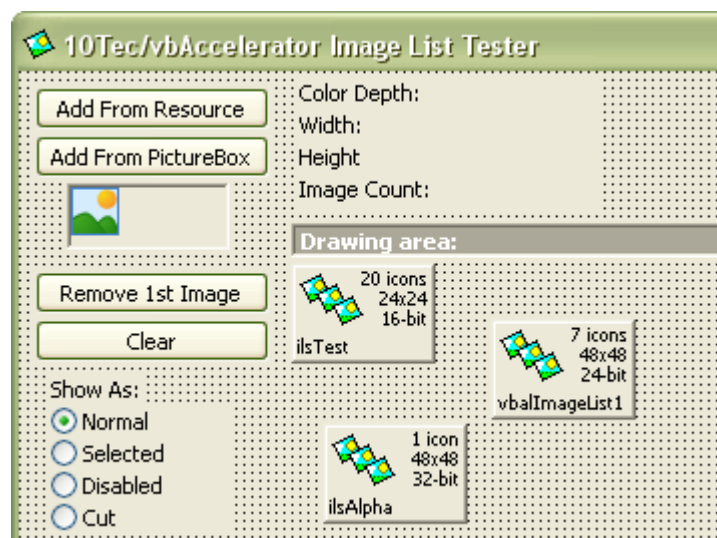 10Tec/vbAccelerator Image List Tester
Add From Resource
Add From PictureBox
Color Depth:
Width:
Height
Image Count:
Drawing area:
Remove 1st Image
Clear
20 icons
24x24
16-bit
ilsTest
7 icons
48x48
24-bit
vbalImageList1
1 icon
48x48
32-bit
ilsAlpha
Show As:
Normal
Selected
Disabled
Cut